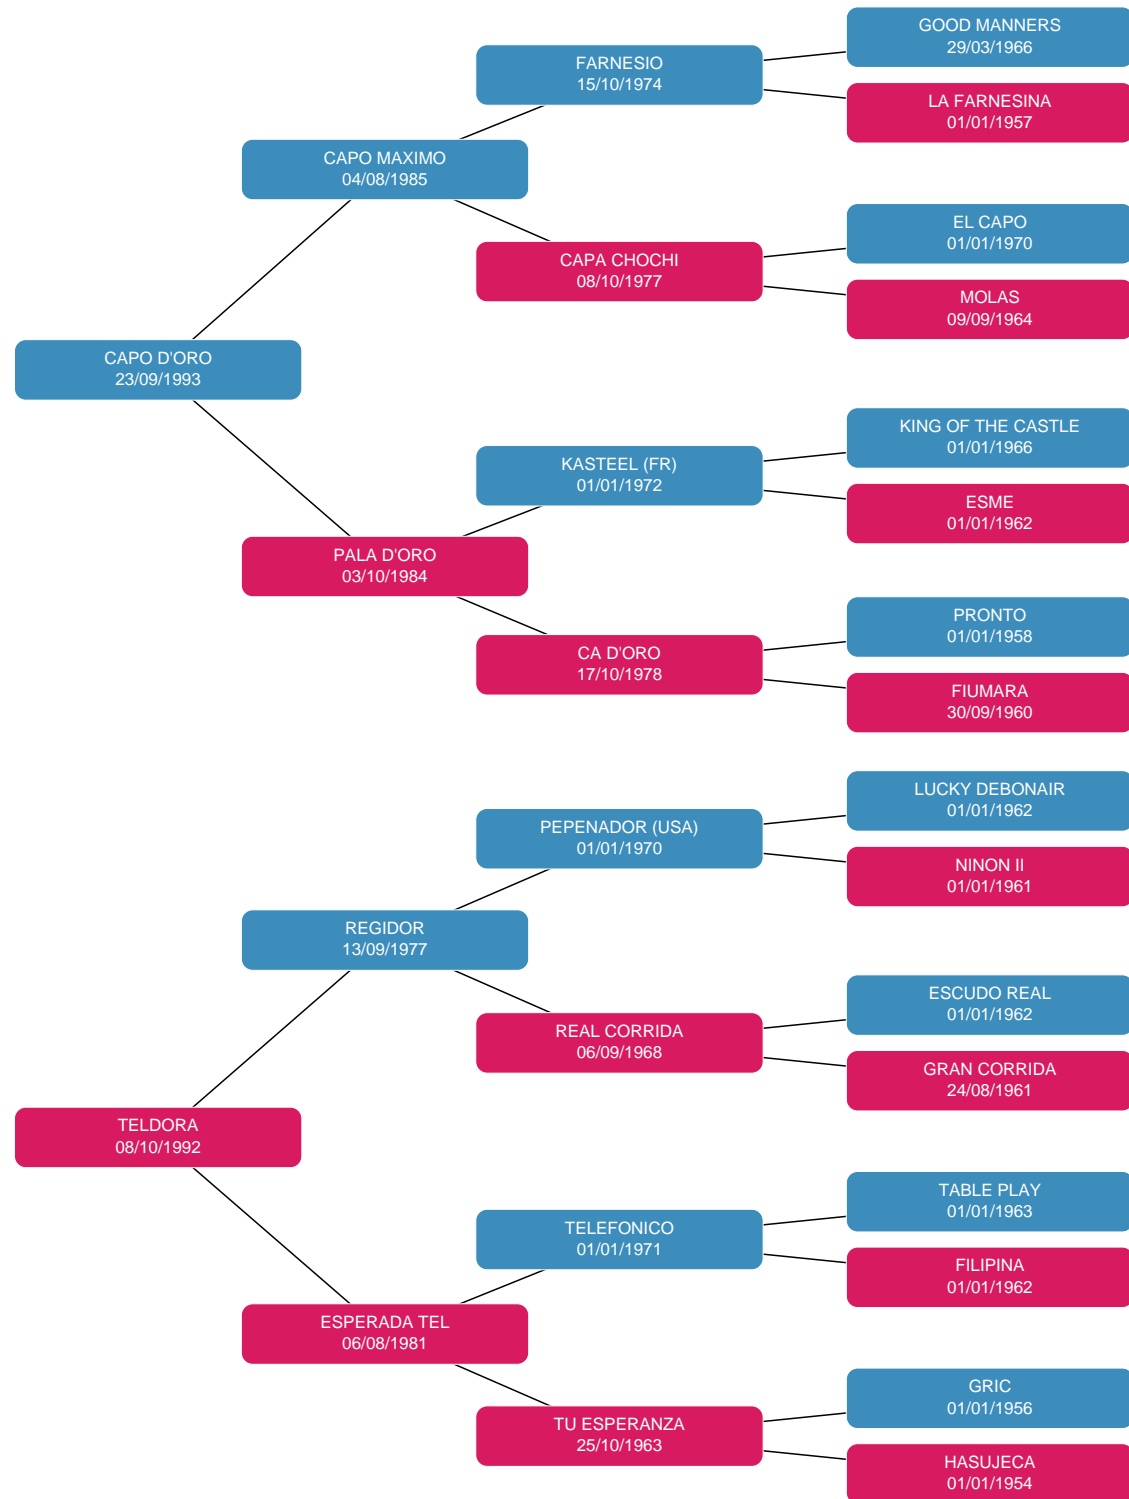 GOOD MANNERS
29/03/1966
FARNESIO
15/10/1974
LA FARNESINA
01/01/1957
CAPO MAXIMO
04/08/1985
EL CAPO
01/01/1970
CAPA CHOCHI
08/10/1977
MOLAS
09/09/1964
CAPO D'ORO
23/09/1993
KING OF THE CASTLE
01/01/1966
KASTEEL (FR)
01/01/1972
ESME
01/01/1962
PALA D'ORO
03/10/1984
PRONTO
01/01/1958
CA D'ORO
17/10/1978
FIUMARA
30/09/1960
LUCKY DEBONAIR
01/01/1962
PEPENADOR (USA)
01/01/1970
NINON II
01/01/1961
REGIDOR
13/09/1977
ESCUDO REAL
01/01/1962
REAL CORRIDA
06/09/1968
GRAN CORRIDA
24/08/1961
TELDORA
08/10/1992
TABLE PLAY
01/01/1963
TELEFONICO
01/01/1971
FILIPINA
01/01/1962
ESPERADA TEL
06/08/1981
GRIC
01/01/1956
TU ESPERANZA
25/10/1963
HASUJECA
01/01/1954